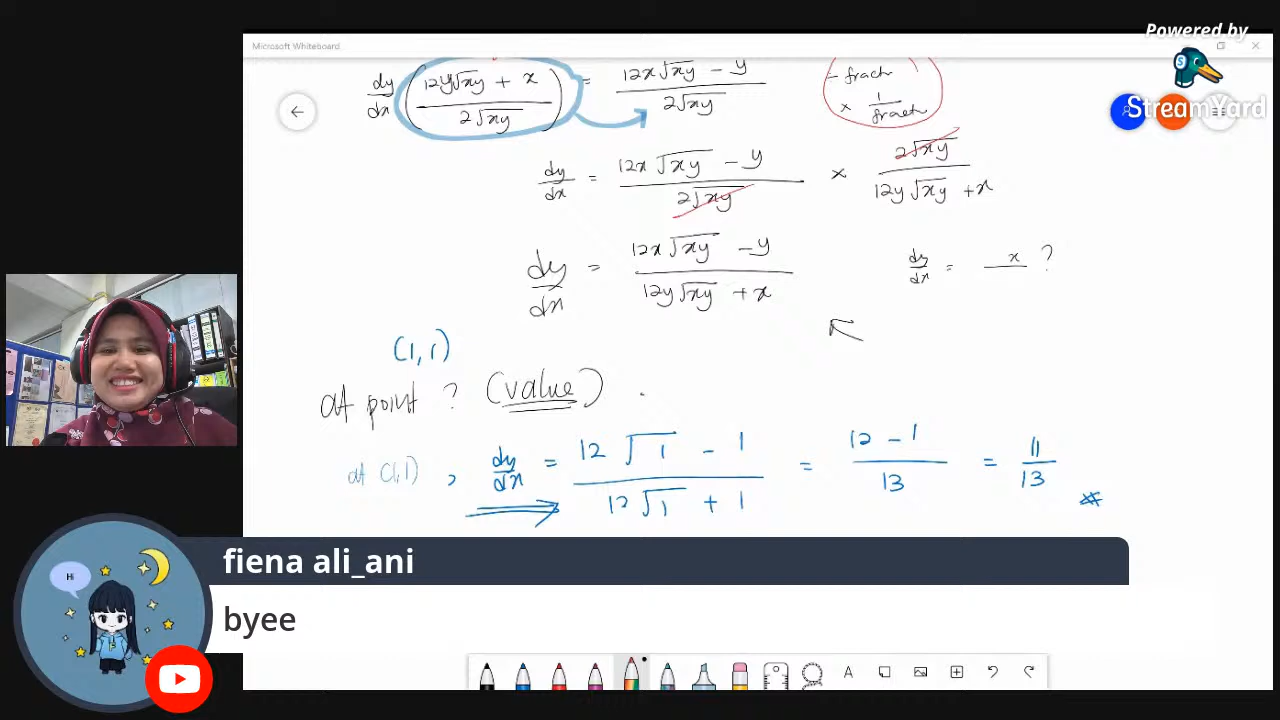 Powered by
StreamYard
Microsoft Whiteboard
dy/dx ( (12y√xy + x) / (2√xy) ) = (12x√xy - y) / (2√xy)
- fractn
× 1/fractn
dy/dx = (12x√xy - y) / (2√xy) × (2√xy) / (12y√xy + x)
dy/dx = (12x√xy - y) / (12y√xy + x)
dy/dx = x ?
(1,1)
at point ? (value)
at (1,1) , dy/dx = (12√1 - 1) / (12√1 + 1) = (12 - 1) / 13 = 11/13
Hi
fiena ali_ani
byee
A